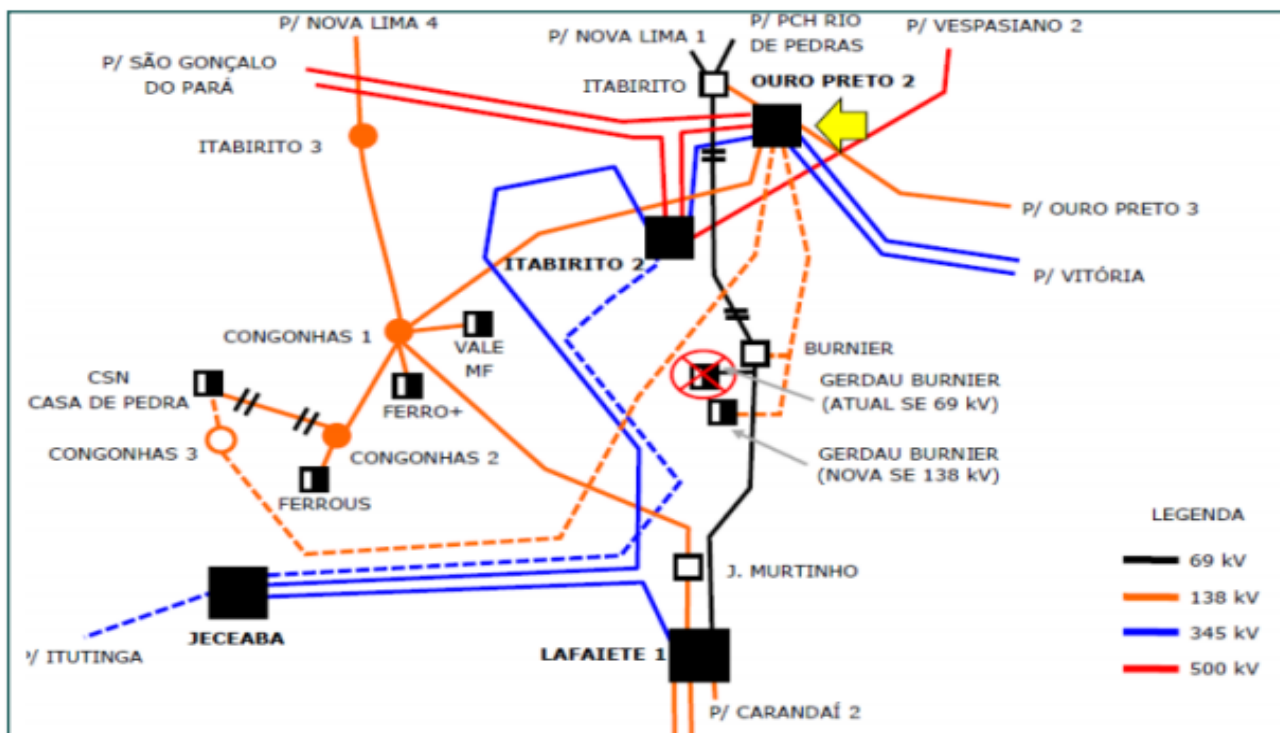 P/ NOVA LIMA 4
P/ SÃO GONÇALO
DO PARÁ
P/ NOVA LIMA 1
P/ PCH RIO
DE PEDRAS
P/ VESPASIANO 2
ITABIRITO
OURO PRETO 2
ITABIRITO 3
P/ OURO PRETO 3
ITABIRITO 2
P/ VITÓRIA
CONGONHAS 1
VALE
MF
BURNIER
CSN
CASA DE PEDRA
FERRO+
GERDAU BURNIER
(ATUAL SE 69 kV)
CONGONHAS 3
CONGONHAS 2
GERDAU BURNIER
(NOVA SE 138 kV)
FERROUS
LEGENDA
69 kV
138 kV
345 kV
500 kV
J. MURTINHO
JECEABA
P/ ITUTINGA
LAFAIETE 1
P/ CARANDAÍ 2